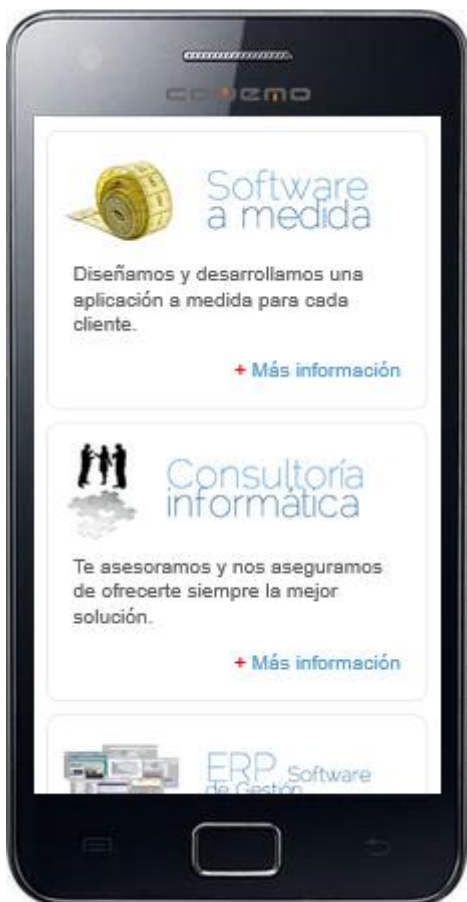 codemo
Software
a medida
Diseñamos y desarrollamos una
aplicación a medida para cada
cliente.
+ Más información
Consultoría
informática
Te asesoramos y nos aseguramos
de ofrecerte siempre la mejor
solución.
+ Más información
ERP Software
de Gestión